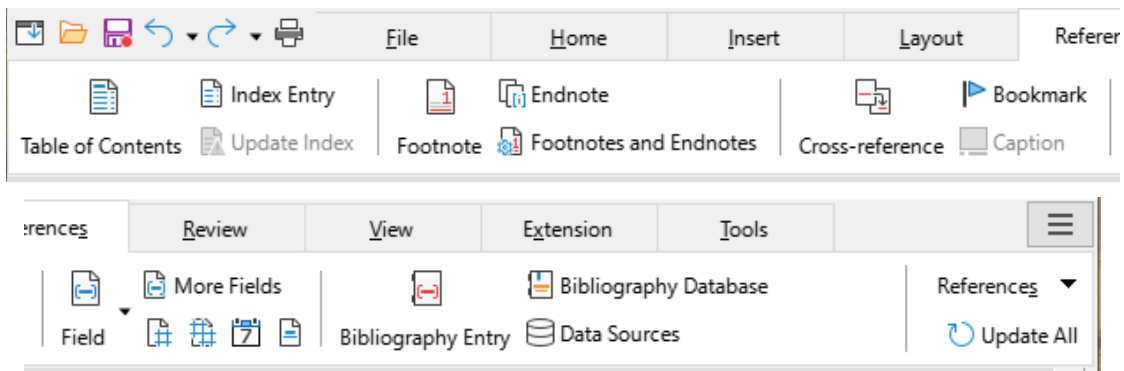 File Home Insert Layout Referer
Index Entry Endnote Bookmark
Table of Contents Update Index Footnote Footnotes and Endnotes Cross-reference Caption
erences Review View Extension Tools
More Fields Bibliography Database References
Field 7 Bibliography Entry Data Sources Update All